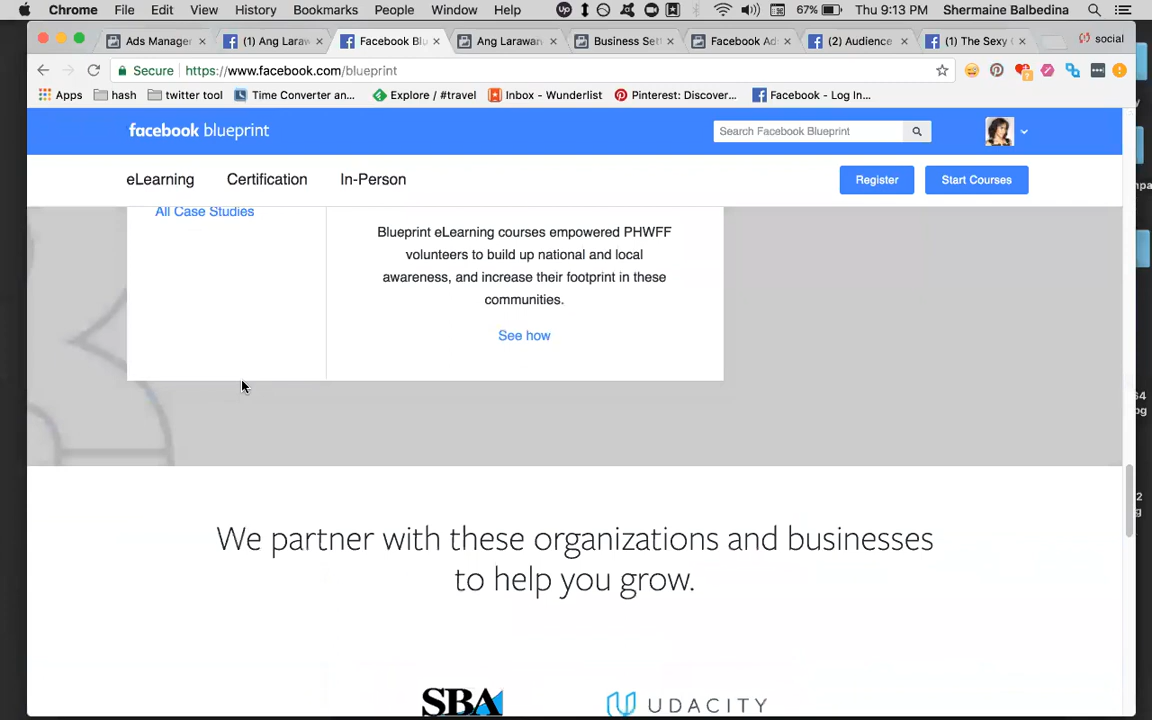 Chrome File Edit View History Bookmarks People Window Help 67% Thu 9:13 PM Shermaine Balbedina
Ads Manager (1) Ang Laraw Facebook Blu Ang Larawan Business Set Facebook Ads (2) Audience (1) The Sexy social
Secure https://www.facebook.com/blueprint
Apps hash twitter tool Time Converter an... Explore / #travel Inbox - Wunderlist Pinterest: Discover... Facebook - Log In...
facebook blueprint Search Facebook Blueprint
eLearning Certification In-Person Register Start Courses
All Case Studies
Blueprint eLearning courses empowered PHWFF
volunteers to build up national and local
awareness, and increase their footprint in these
communities.
See how
We partner with these organizations and businesses
to help you grow.
SBA UDACITY